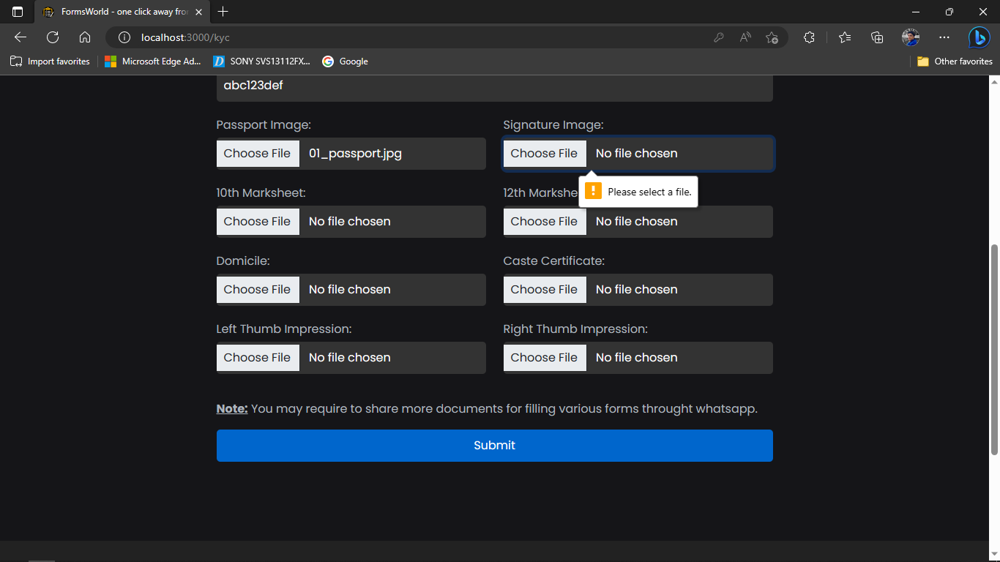 FormsWorld - one click away fro
localhost:3000/kyc
Import favorites
Microsoft Edge Ad...
SONY SVS13112FX...
Google
Other favorites
abc123def
Passport Image:
Signature Image:
Choose File 01_passport.jpg
Choose File No file chosen
Please select a file.
10th Marksheet:
12th Markshe
Choose File No file chosen
Choose File No file chosen
Domicile:
Caste Certificate:
Choose File No file chosen
Choose File No file chosen
Left Thumb Impression:
Right Thumb Impression:
Choose File No file chosen
Choose File No file chosen
Note: You may require to share more documents for filling various forms throught whatsapp.
Submit